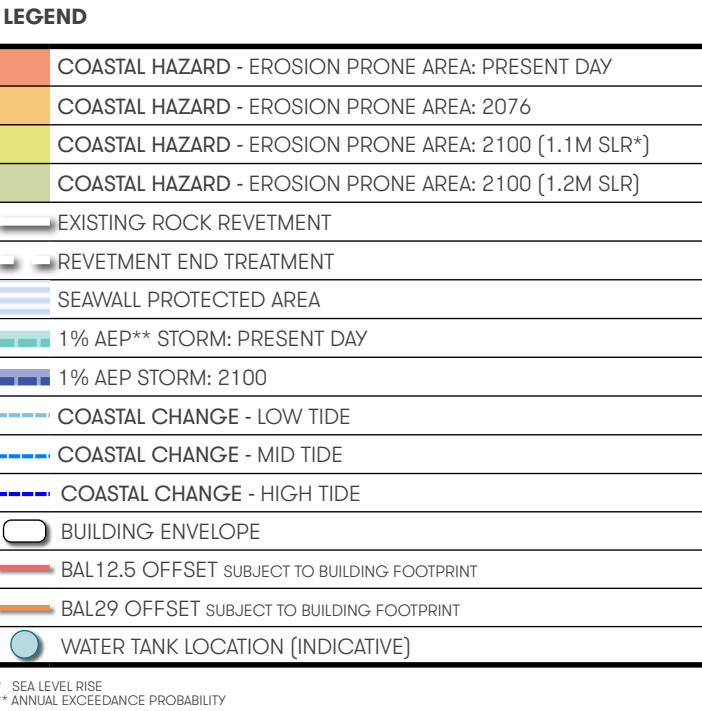 LEGEND
COASTAL HAZARD - EROSION PRONE AREA: PRESENT DAY
COASTAL HAZARD - EROSION PRONE AREA: 2076
COASTAL HAZARD - EROSION PRONE AREA: 2100 (1.1M SLR*)
COASTAL HAZARD - EROSION PRONE AREA: 2100 (1.2M SLR)
EXISTING ROCK REVETMENT
REVETMENT END TREATMENT
SEAWALL PROTECTED AREA
1% AEP** STORM: PRESENT DAY
1% AEP STORM: 2100
COASTAL CHANGE - LOW TIDE
COASTAL CHANGE - MID TIDE
COASTAL CHANGE - HIGH TIDE
BUILDING ENVELOPE
BAL12.5 OFFSET SUBJECT TO BUILDING FOOTPRINT
BAL29 OFFSET SUBJECT TO BUILDING FOOTPRINT
WATER TANK LOCATION (INDICATIVE)
* SEA LEVEL RISE
** ANNUAL EXCEEDANCE PROBABILITY